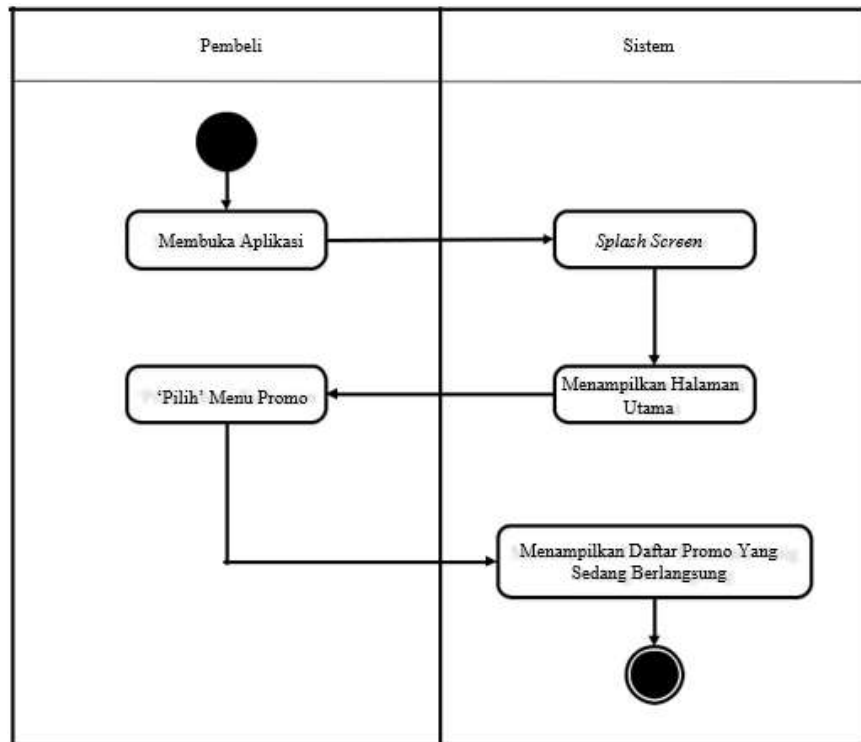 Pembeli
Sistem
Membuka Aplikasi
Splash Screen
Menampilkan Halaman
Utama
‘Pilih’ Menu Promo
Menampilkan Daftar Promo Yang
Sedang Berlangsung